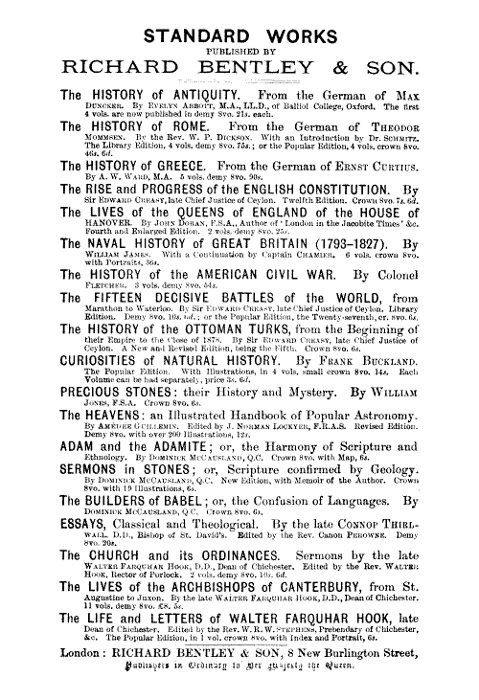 STANDARD WORKS
PUBLISHED BY
RICHARD BENTLEY & SON.
The HISTORY of ANTIQUITY. From the German of MAX
DUNCKER. By EVELYN ABBOTT, M.A., LL.D., of Balliol College, Oxford. The first
4 vols. are now published in demy 8vo. 21s. each.
The HISTORY of ROME. From the German of THEODOR
MOMMSEN. By the Rev. W. P. DICKSON. With an Introduction by Dr. SCHMITZ.
The Library Edition, 4 vols. demy 8vo. 75s.; or the Popular Edition, 4 vols. crown 8vo.
46s. 6d.
The HISTORY of GREECE. From the German of ERNST CURTIUS.
By A. W. WARD, M.A. 5 vols. demy 8vo. 90s.
The RISE and PROGRESS of the ENGLISH CONSTITUTION. By
Sir EDWARD CREASY, late Chief Justice of Ceylon. Twelfth Edition. Crown 8vo. 7s. 6d.
The LIVES of the QUEENS of ENGLAND of the HOUSE of
HANOVER. By JOHN DORAN, F.S.A., Author of 'London in the Jacobite Times' &c.
Fourth and Enlarged Edition. 2 vols. demy 8vo. 25s.
The NAVAL HISTORY of GREAT BRITAIN (1793–1827). By
WILLIAM JAMES. With a Continuation by Captain CHAMIER. 6 vols. crown 8vo.
with Portraits, 36s.
The HISTORY of the AMERICAN CIVIL WAR. By Colonel
FLETCHER. 3 vols. demy 8vo. 54s.
The FIFTEEN DECISIVE BATTLES of the WORLD, from
Marathon to Waterloo. By Sir EDWARD CREASY, late Chief Justice of Ceylon. Library
Edition. Demy 8vo. 10s. 6d.; or the Popular Edition, the Twenty-seventh, cr. 8vo. 6s.
The HISTORY of the OTTOMAN TURKS, from the Beginning of
their Empire to the Close of 1878. By Sir EDWARD CREASY, late Chief Justice of
Ceylon. A New and Revised Edition, being the Fifth. Crown 8vo. 6s.
CURIOSITIES of NATURAL HISTORY. By FRANK BUCKLAND.
The Popular Edition. With Illustrations, in 4 vols. small crown 8vo. 14s. Each
Volume can be had separately, price 3s. 6d.
PRECIOUS STONES: their History and Mystery. By WILLIAM
JONES, F.S.A. Crown 8vo. 6s.
The HEAVENS: an Illustrated Handbook of Popular Astronomy.
By AMÉDÉE GUILLEMIN. Edited by J. NORMAN LOCKYER, F.R.A.S. Revised Edition.
Demy 8vo. with over 200 Illustrations, 12s.
ADAM and the ADAMITE; or, the Harmony of Scripture and
Ethnology. By DOMINICK MCCAUSLAND, Q.C. Crown 8vo. with Map, 6s.
SERMONS in STONES; or, Scripture confirmed by Geology.
By DOMINICK MCCAUSLAND, Q.C. New Edition, with Memoir of the Author. Crown
8vo. with 19 Illustrations, 6s.
The BUILDERS of BABEL; or, the Confusion of Languages. By
DOMINICK MCCAUSLAND, Q.C. Crown 8vo. 6s.
ESSAYS, Classical and Theological. By the late CONNOP THIRL-
WALL, D.D., Bishop of St. David's. Edited by the Rev. Canon PEROWNE. Demy
8vo. 20s.
The CHURCH and its ORDINANCES. Sermons by the late
WALTER FARQUHAR HOOK, D.D., Dean of Chichester. Edited by the Rev. WALTER
HOOK, Rector of Porlock. 2 vols. demy 8vo. 10s. 6d.
The LIVES of the ARCHBISHOPS of CANTERBURY, from St.
Augustine to Juxon. By the late WALTER FARQUHAR HOOK, D.D., Dean of Chichester.
11 vols. demy 8vo. £8. 5s.
The LIFE and LETTERS of WALTER FARQUHAR HOOK, late
Dean of Chichester. Edited by the Rev. W. R. W. STEPHENS, Prebendary of Chichester,
&c. The Popular Edition, in 1 vol. crown 8vo. with Index and Portrait, 6s.
London: RICHARD BENTLEY & SON, 8 New Burlington Street,
Publishers in Ordinary to Her Majesty the Queen.